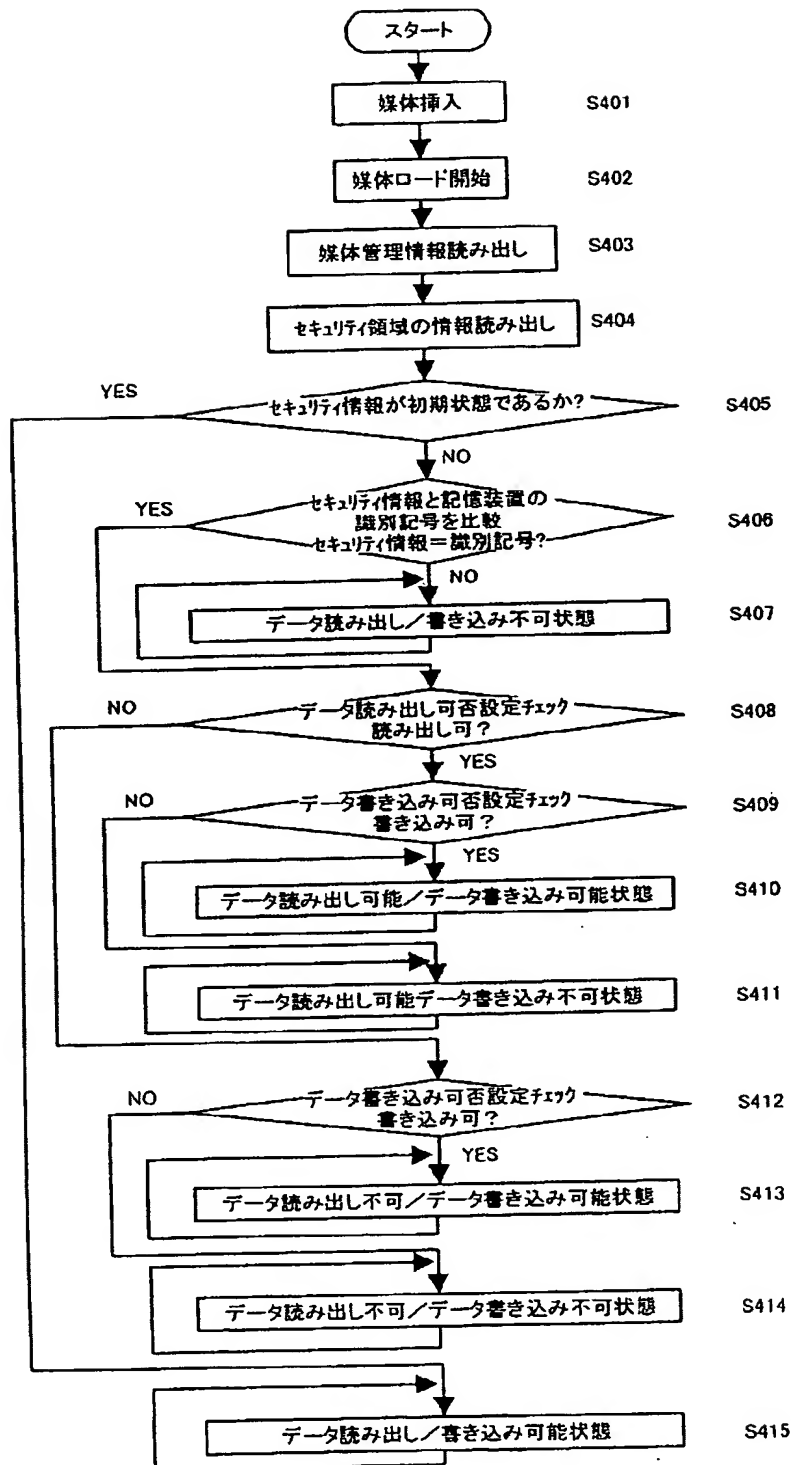 スタート
媒体挿入 S401
媒体ロード開始 S402
媒体管理情報読み出し S403
セキュリティ領域の情報読み出し S404
YES
セキュリティ情報が初期状態であるか? S405
NO
YES
セキュリティ情報と記憶装置の
識別記号を比較 S406
セキュリティ情報=識別記号?
NO
データ読み出し/書き込み不可状態 S407
NO
データ読み出し可否設定チェック S408
読み出し可?
YES
NO
データ書き込み可否設定チェック S409
書き込み可?
YES
データ読み出し可能/データ書き込み可能状態 S410
データ読み出し可能データ書き込み不可状態 S411
NO
データ書き込み可否設定チェック S412
書き込み可?
YES
データ読み出し不可/データ書き込み可能状態 S413
データ読み出し不可/データ書き込み不可状態 S414
データ読み出し/書き込み可能状態 S415